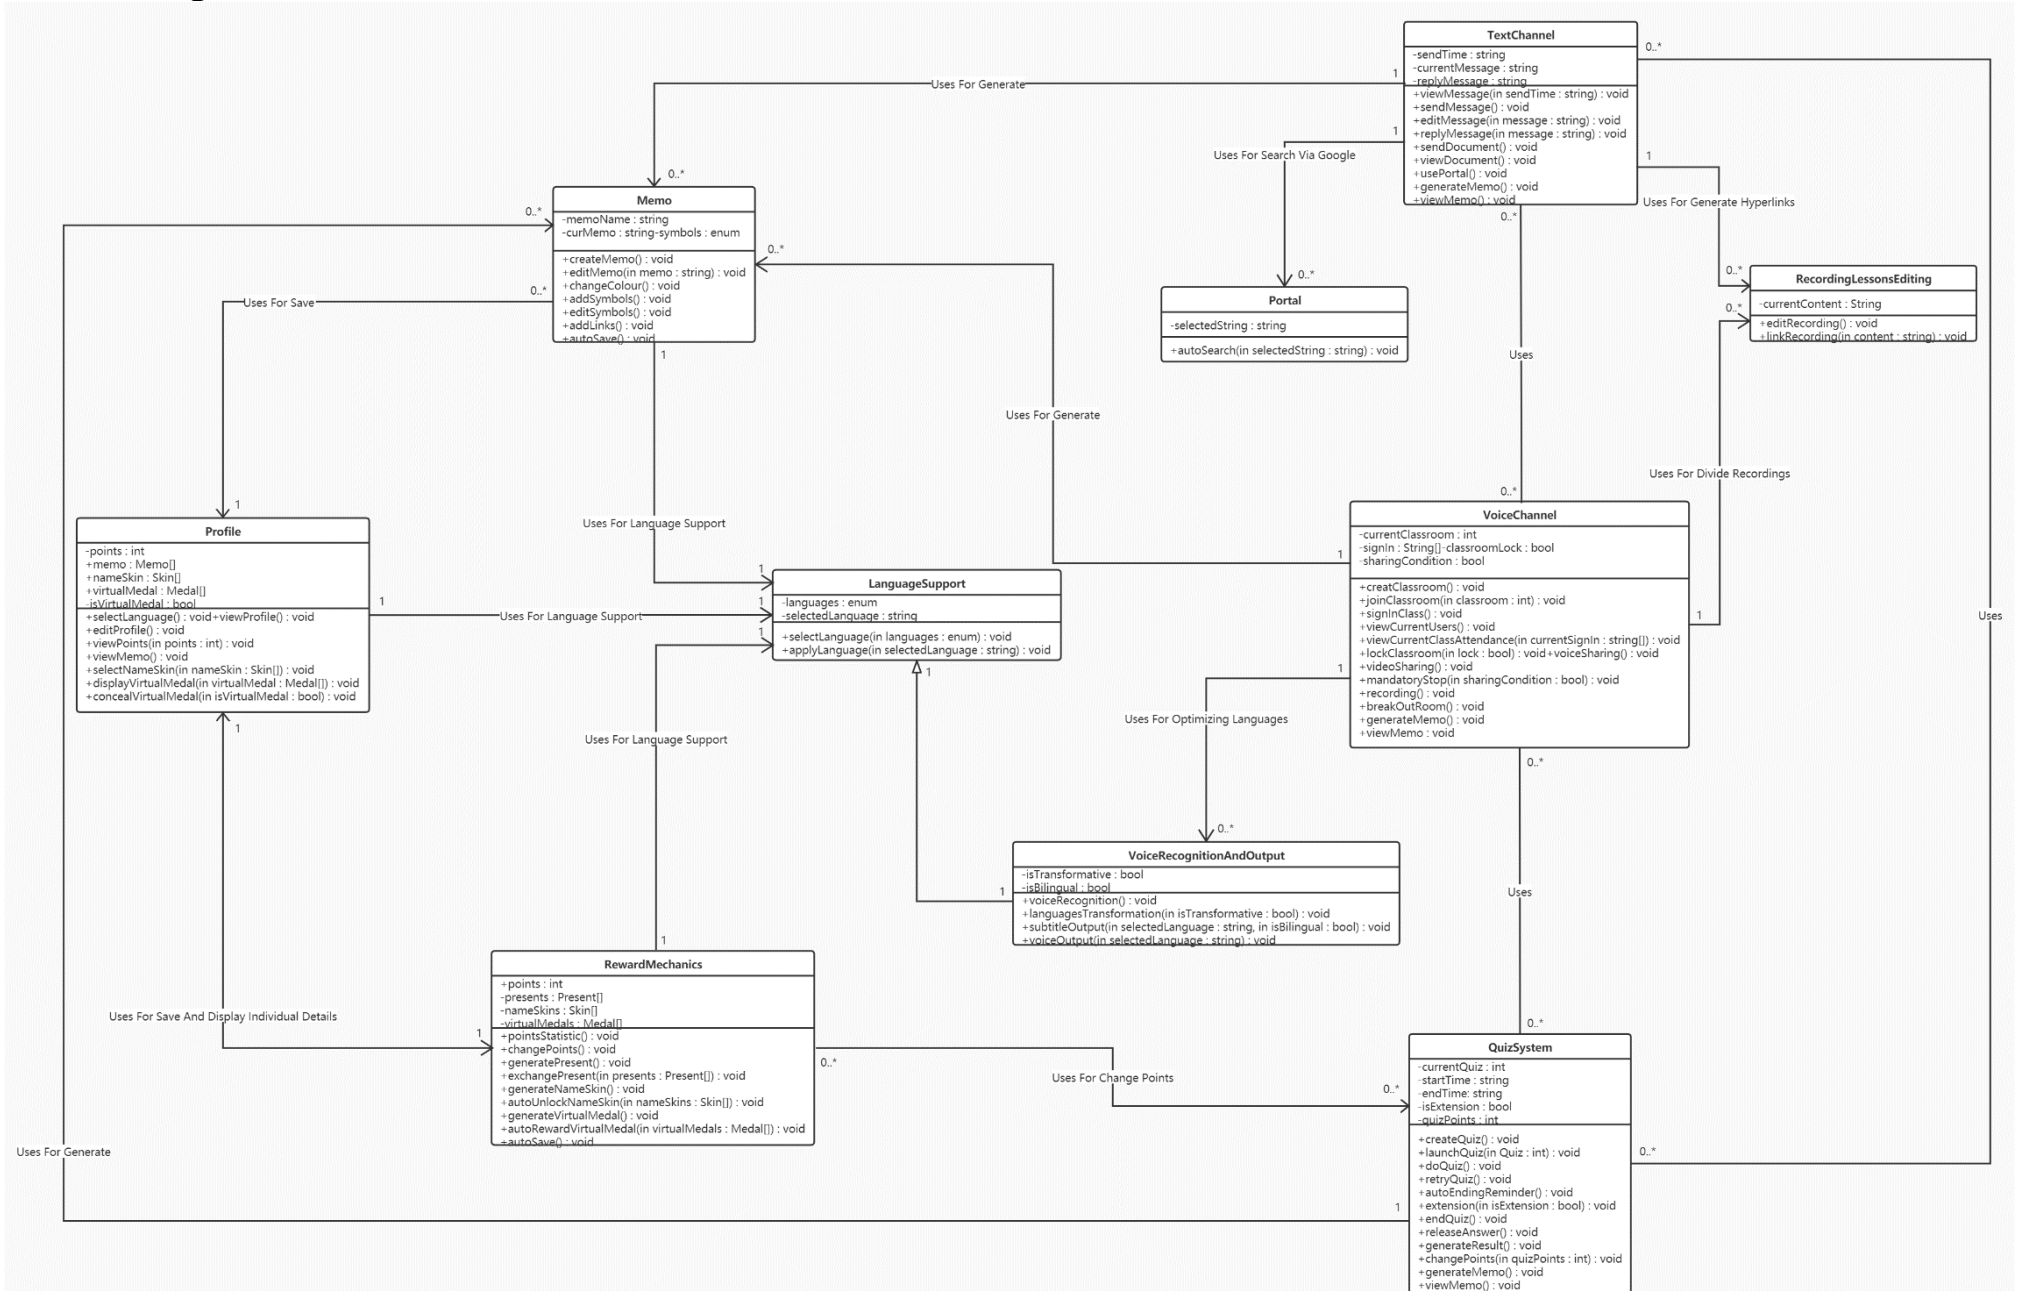 TextChannel
-sendTime : string
-currentMessage : string
-replyMessage : string
+viewMessage(in sendTime : string) : void
+sendMessage() : void
+editMessage(in message : string) : void
+replyMessage(in message : string) : void
+sendDocument() : void
+viewDocument() : void
+usePortal() : void
+generateMemo() : void
+viewMemo() : void
0..*
1
Uses For Generate
0..*
1
Uses For Search Via Google
0..*
1
Uses For Generate Hyperlinks
0..*
0..*
Uses
0..*
Memo
-memoName : string
-curMemo : string-symbols : enum
+createMemo() : void
+editMemo(in memo : string) : void
+changeColour() : void
+addSymbols() : void
+editSymbols() : void
+addLinks() : void
+autoSave() : void
0..*
0..*
0..*
Uses For Save
1
1
Uses For Language Support
1
Portal
-selectedString : string
+autoSearch(in selectedString : string) : void
RecordingLessonsEditing
-currentContent : String
+editRecording() : void
+linkRecording(in content : string) : void
0..*
Uses For Divide Recordings
1
Uses For Generate
1
VoiceChannel
-currentClassroom : int
-signIn : String[]-classroomLock : bool
-sharingCondition : bool
+creatClassroom() : void
+joinClassroom(in classroom : int) : void
+signInClass() : void
+viewCurrentUsers() : void
+viewCurrentClassAttendance(in currentSignIn : string[]) : void
+lockClassroom(in lock : bool) : void+voiceSharing() : void
+videoSharing() : void
+mandatoryStop(in sharingCondition : bool) : void
+recording() : void
+breakOutRoom() : void
+generateMemo() : void
+viewMemo : void
1
Uses For Optimizing Languages
0..*
0..*
Uses
0..*
Uses
Profile
-points : int
+memo : Memo[]
+nameSkin : Skin[]
+virtualMedal : Medal[]
-isVirtualMedal : bool
+selectLanguage() : void+viewProfile() : void
+editProfile() : void
+viewPoints(in points : int) : void
+viewMemo() : void
+selectNameSkin(in nameSkin : Skin[]) : void
+displayVirtualMedal(in virtualMedal : Medal[]) : void
+concealVirtualMedal(in isVirtualMedal : bool) : void
1
Uses For Language Support
1
1
Uses For Save And Display Individual Details
1
LanguageSupport
-languages : enum
-selectedLanguage : string
+selectLanguage(in languages : enum) : void
+applyLanguage(in selectedLanguage : string) : void
1
Uses For Language Support
1
1
1
VoiceRecognitionAndOutput
-isTransformative : bool
-isBilingual : bool
+voiceRecognition() : void
+languagesTransformation(in isTransformative : bool) : void
+subtitleOutput(in selectedLanguage : string, in isBilingual : bool) : void
+voiceOutput(in selectedLanguage : string) : void
RewardMechanics
+points : int
-presents : Present[]
-nameSkins : Skin[]
-virtualMedals : Medal[]
+pointsStatistic() : void
+changePoints() : void
+generatePresent() : void
+exchangePresent(in presents : Present[]) : void
+generateNameSkin() : void
+autoUnlockNameSkin(in nameSkins : Skin[]) : void
+generateVirtualMedal() : void
+autoRewardVirtualMedal(in virtualMedals : Medal[]) : void
+autoSave() : void
0..*
Uses For Change Points
0..*
QuizSystem
-currentQuiz : int
-startTime : string
-endTime: string
-isExtension : bool
-quizPoints : int
+createQuiz() : void
+launchQuiz(in Quiz : int) : void
+doQuiz() : void
+retryQuiz() : void
+autoEndingReminder() : void
+extension(in isExtension : bool) : void
+endQuiz() : void
+releaseAnswer() : void
+generateResult() : void
+changePoints(in quizPoints : int) : void
+generateMemo() : void
+viewMemo() : void
0..*
1
Uses For Generate